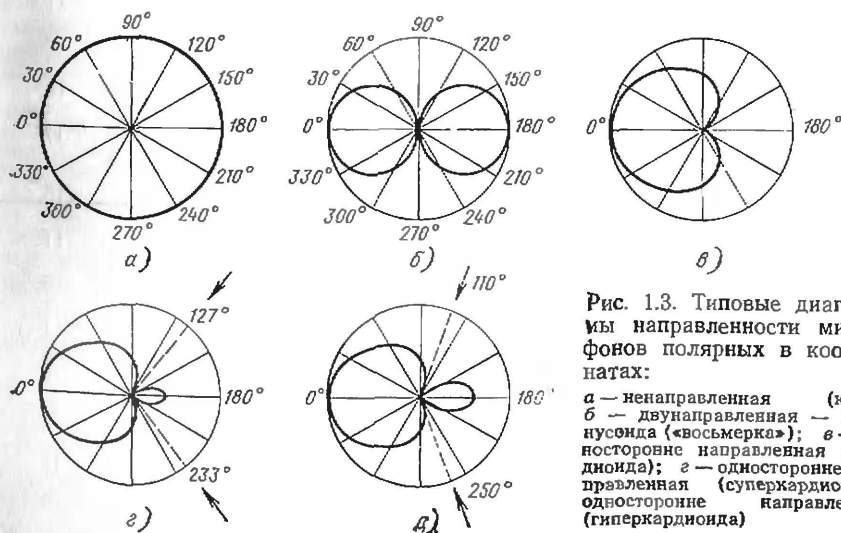 90°
60° 120°
30° 150°
0° 180°
330° 210°
300° 240°
270°
а)
90°
60° 120°
30° 150°
0° 180°
330° 210°
300° 240°
270°
б)
0° 180°
в)
127°
0° 180°
233°
г)
110°
0° 180°
250°
д)
Рис. 1.3. Типовые диаг
мы направленности ми
фонов полярных в коо
натах:
а — ненаправленная (к
б — двунаправленная —
нусоида («восьмерка»); в
носторонне направленная
диоида); г — односторонне
правленная (суперкардио
односторонне направле
(гиперкардиоида)